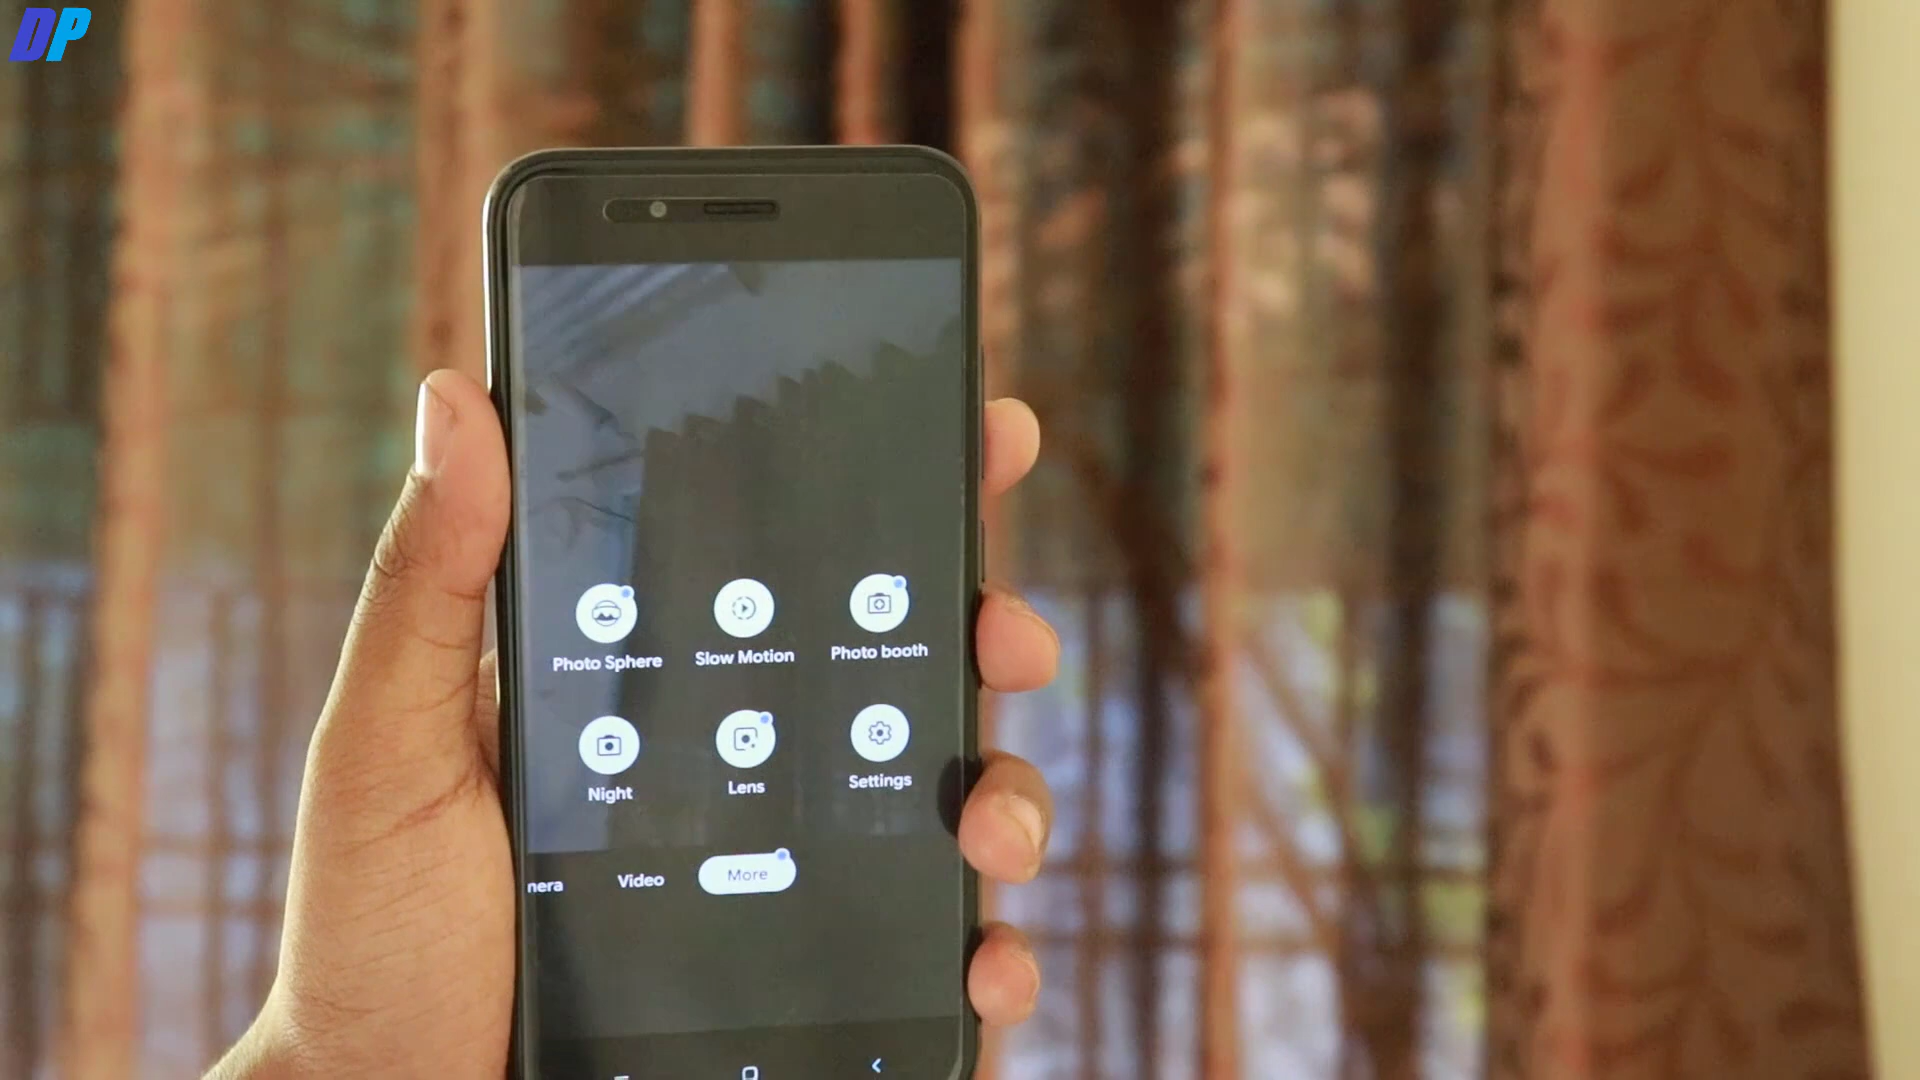 DP
Photo Sphere
Slow Motion
Photo booth
Night
Lens
Settings
nera
Video
More